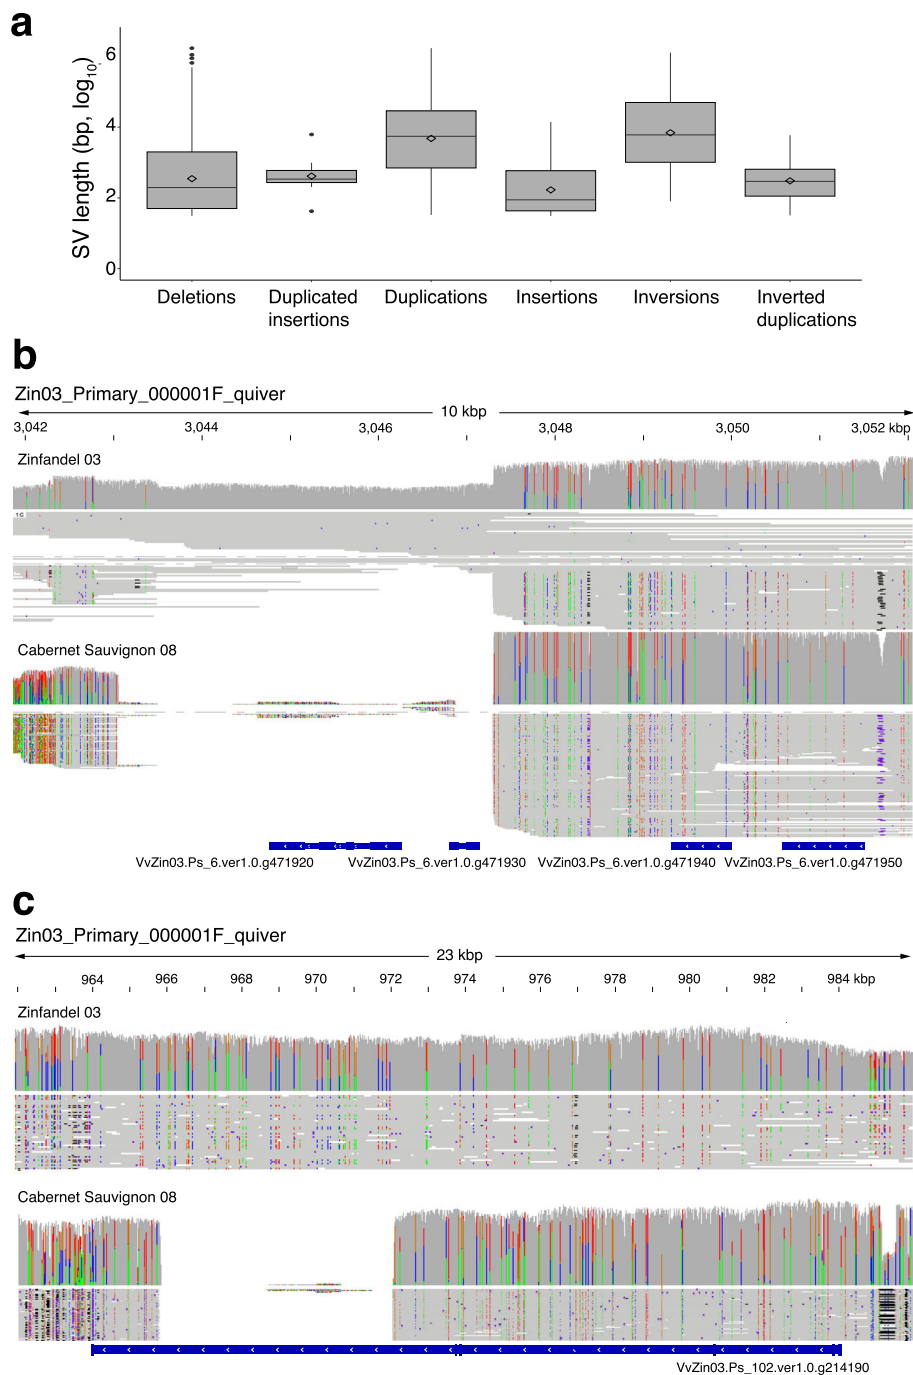 a
SV length (bp, log10)
6
4
2
0
Deletions
Duplicated
insertions
Duplications
Insertions
Inversions
Inverted
duplications
b
Zin03_Primary_000001F_quiver
10 kbp
3,042 3,044 3,046 3,048 3,050 3,052 kbp
Zinfandel 03
1:C
Cabernet Sauvignon 08
VvZin03.Ps_6.ver1.0.g471920 VvZin03.Ps_6.ver1.0.g471930 VvZin03.Ps_6.ver1.0.g471940 VvZin03.Ps_6.ver1.0.g471950
c
Zin03_Primary_000001F_quiver
23 kbp
964 966 968 970 972 974 976 978 980 982 984 kbp
Zinfandel 03
Cabernet Sauvignon 08
VvZin03.Ps_102.ver1.0.g214190